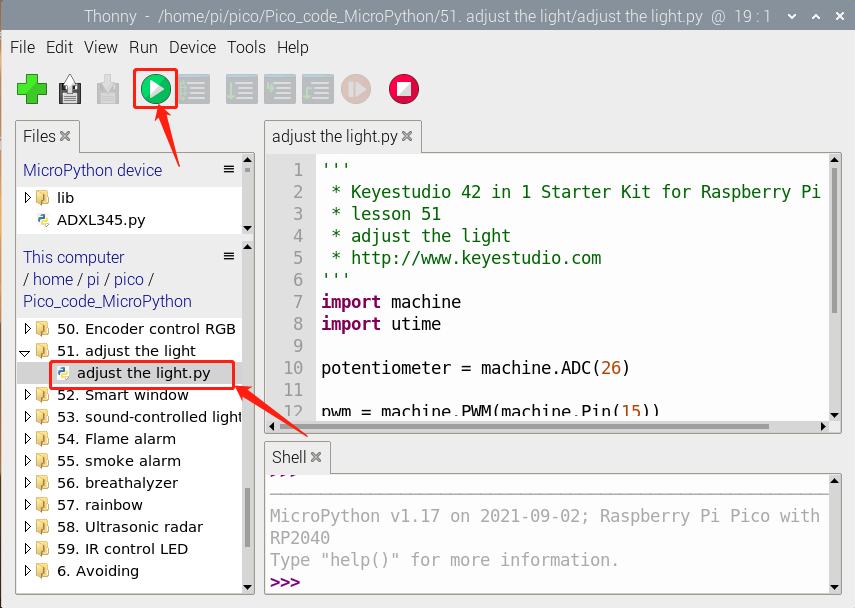 Thonny - /home/pi/pico/Pico_code_MicroPython/51. adjust the light/adjust the light.py @ 19 : 1
File Edit View Run Device Tools Help
Files
MicroPython device
lib
ADXL345.py
This computer
/ home / pi / pico /
Pico_code_MicroPython
50. Encoder control RGB
51. adjust the light
adjust the light.py
52. Smart window
53. sound-controlled light
54. Flame alarm
55. smoke alarm
56. breathalyzer
57. rainbow
58. Ultrasonic radar
59. IR control LED
6. Avoiding
adjust the light.py
1 '''
2 * Keyestudio 42 in 1 Starter Kit for Raspberry Pi
3 * lesson 51
4 * adjust the light
5 * http://www.keyestudio.com
6 '''
7 import machine
8 import utime
9
10 potentiometer = machine.ADC(26)
11
12 pwm = machine.PWM(machine.Pin(15))
Shell
>>>
MicroPython v1.17 on 2021-09-02; Raspberry Pi Pico with
RP2040
Type "help()" for more information.
>>>